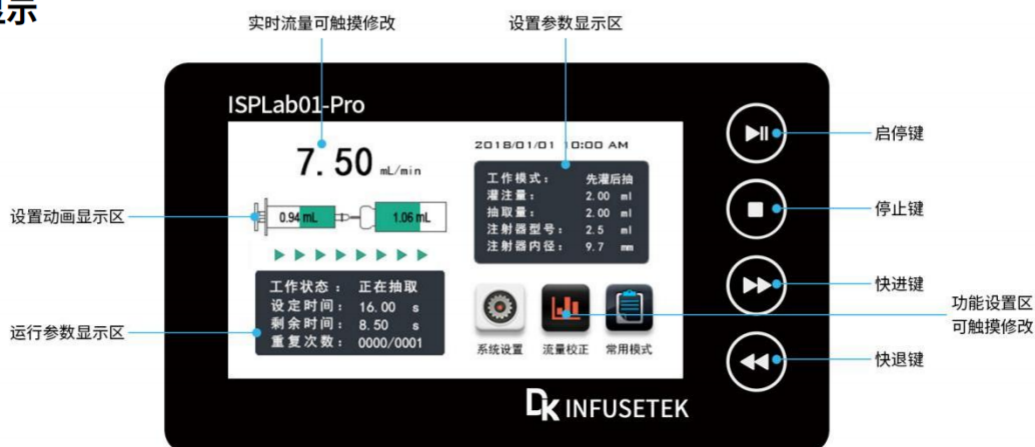 显示
实时流量可触摸修改
设置参数显示区
ISPLab01-Pro
7.50 mL/min
2018/01/01 10:00 AM
工作模式： 先灌后抽
灌注量： 2.00 ml
抽取量： 2.00 ml
注射器型号： 2.5 ml
注射器内径： 9.7 mm
设置动画显示区
0.94 mL
1.06 mL
工作状态： 正在抽取
设定时间： 16.00 s
剩余时间： 8.50 s
重复次数： 0000/0001
运行参数显示区
系统设置
流量校正
常用模式
启停键
停止键
快进键
快退键
功能设置区
可触摸修改
DK INFUSETEK